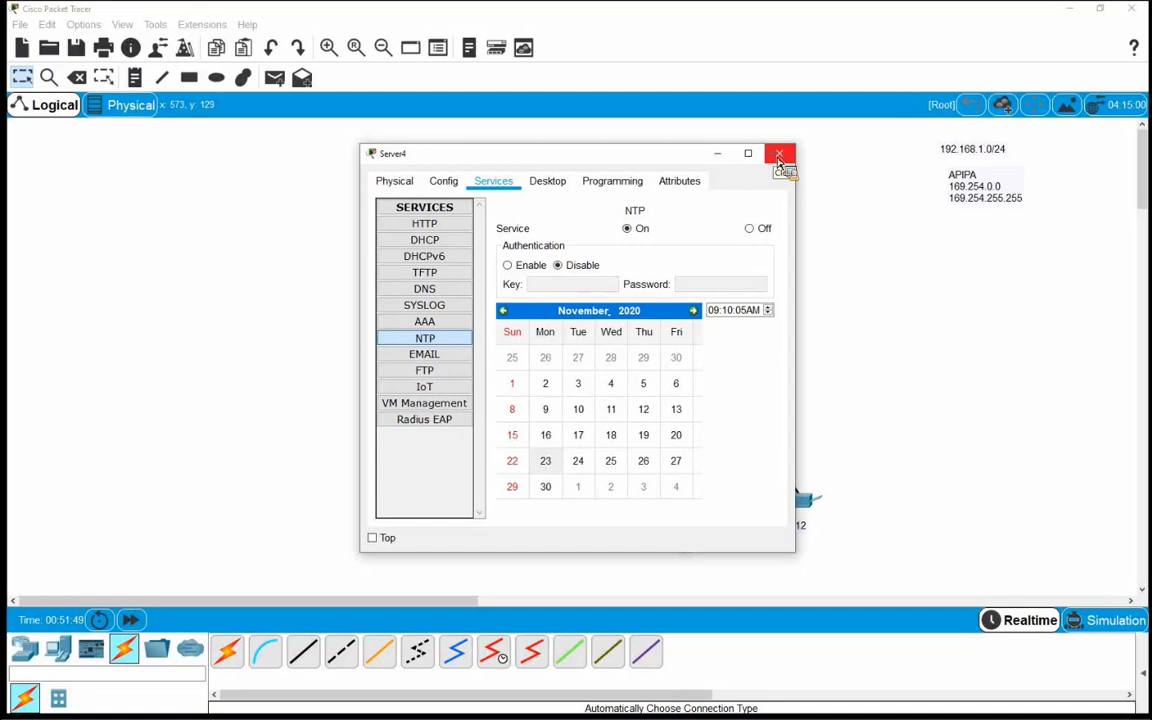 Cisco Packet Tracer
File Edit Options View Tools Extensions Help
?
Logical Physical x: 573, y: 129 [Root] 04:15:00
192.168.1.0/24
APIPA
169.254.0.0
169.254.255.255
Server4
Physical Config Services Desktop Programming Attributes
SERVICES
HTTP
DHCP
DHCPv6
TFTP
DNS
SYSLOG
AAA
NTP
EMAIL
FTP
IoT
VM Management
Radius EAP
NTP
Service On Off
Authentication
Enable Disable
Key: Password:
November, 2020 09:10:05AM
Sun Mon Tue Wed Thu Fri
25 26 27 28 29 30
1 2 3 4 5 6
8 9 10 11 12 13
15 16 17 18 19 20
22 23 24 25 26 27
29 30 1 2 3 4
Top
12
Time: 00:51:49 Realtime Simulation
Automatically Choose Connection Type